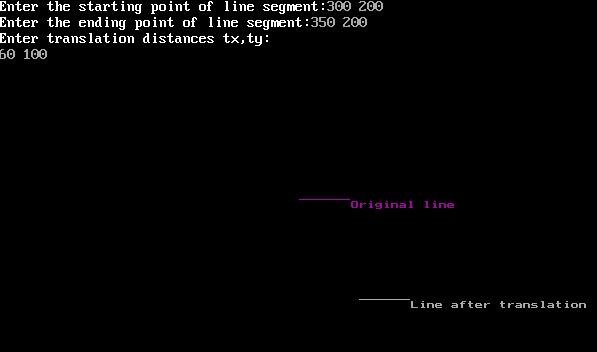 Enter the starting point of line segment:300 200
Enter the ending point of line segment:350 200
Enter translation distances tx,ty:
60 100
Original line
Line after translation